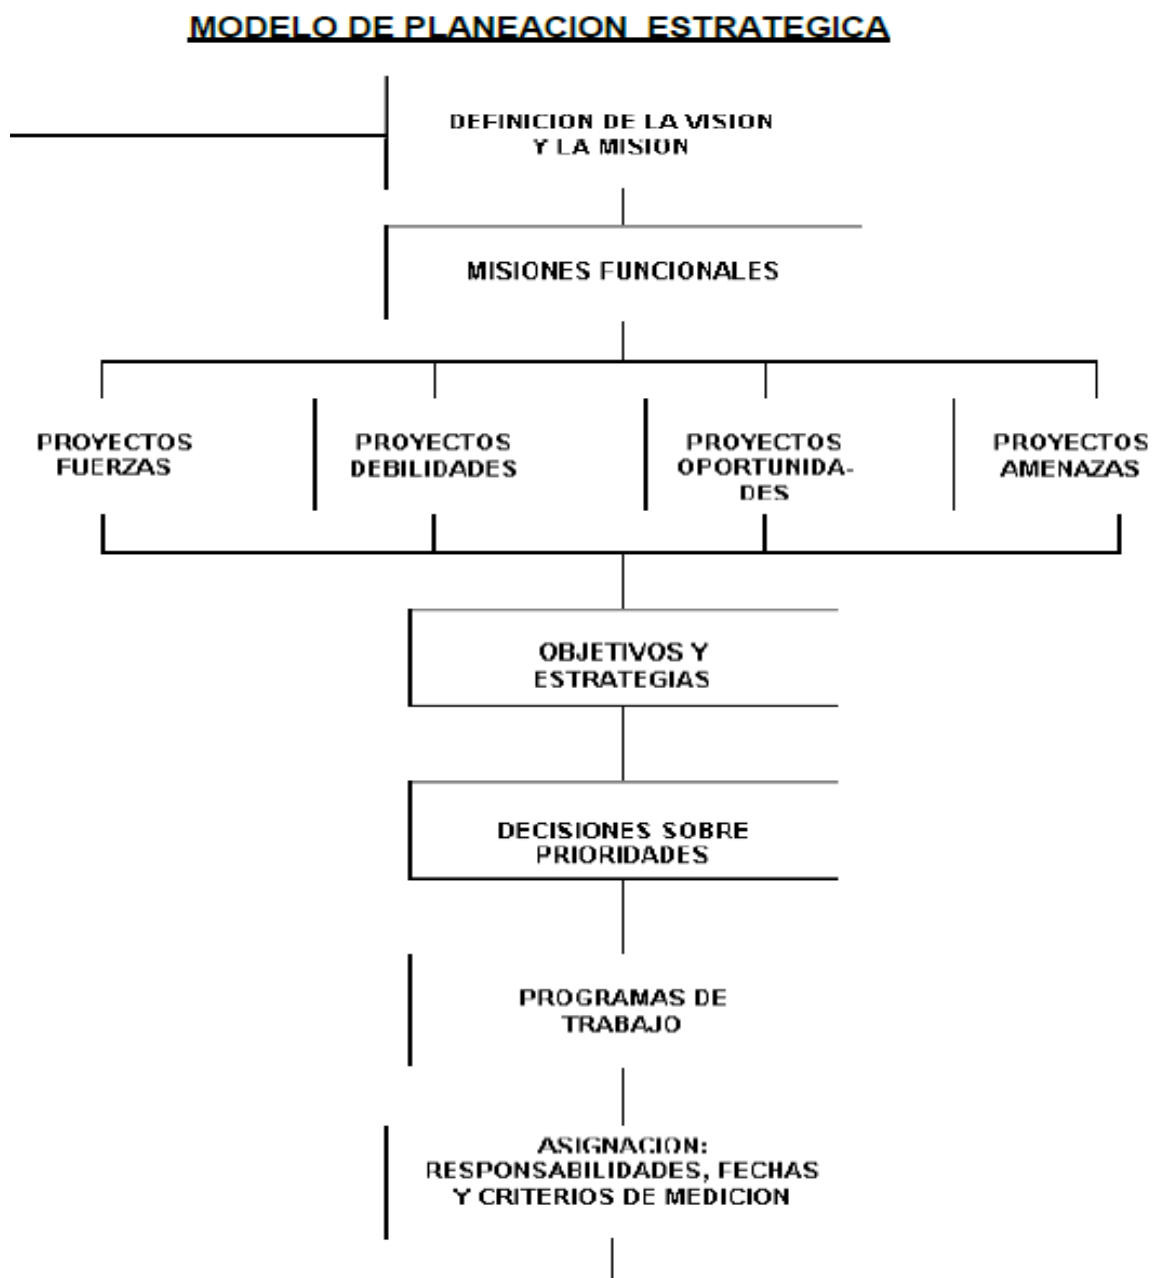 MODELO DE PLANEACION ESTRATEGICA
DEFINICION DE LA VISION
Y LA MISION
MISIONES FUNCIONALES
PROYECTOS
FUERZAS
PROYECTOS
DEBILIDADES
PROYECTOS
OPORTUNIDA-
DES
PROYECTOS
AMENAZAS
OBJETIVOS Y
ESTRATEGIAS
DECISIONES SOBRE
PRIORIDADES
PROGRAMAS DE
TRABAJO
ASIGNACION:
RESPONSABILIDADES, FECHAS
Y CRITERIOS DE MEDICION